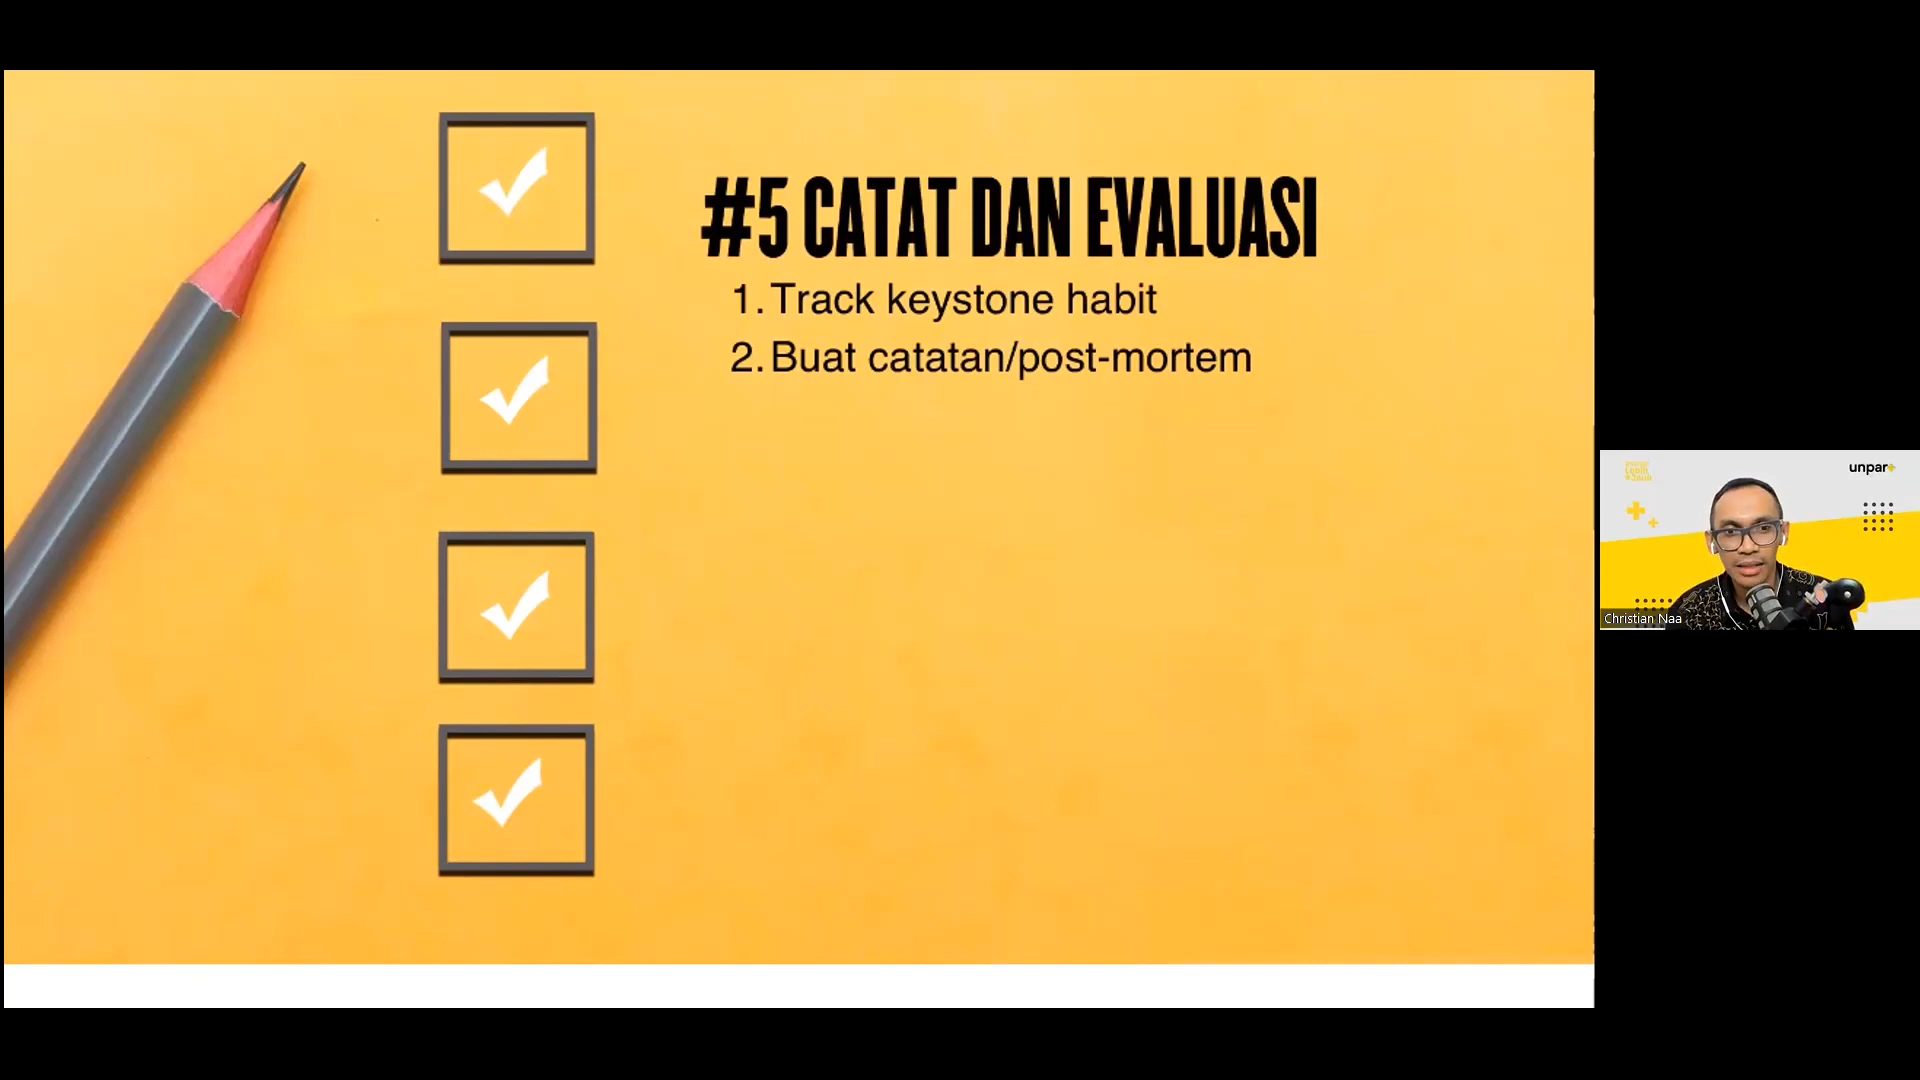 #5 CATAT DAN EVALUASI
1. Track keystone habit
2. Buat catatan/post-mortem
unpar
Christian Naa